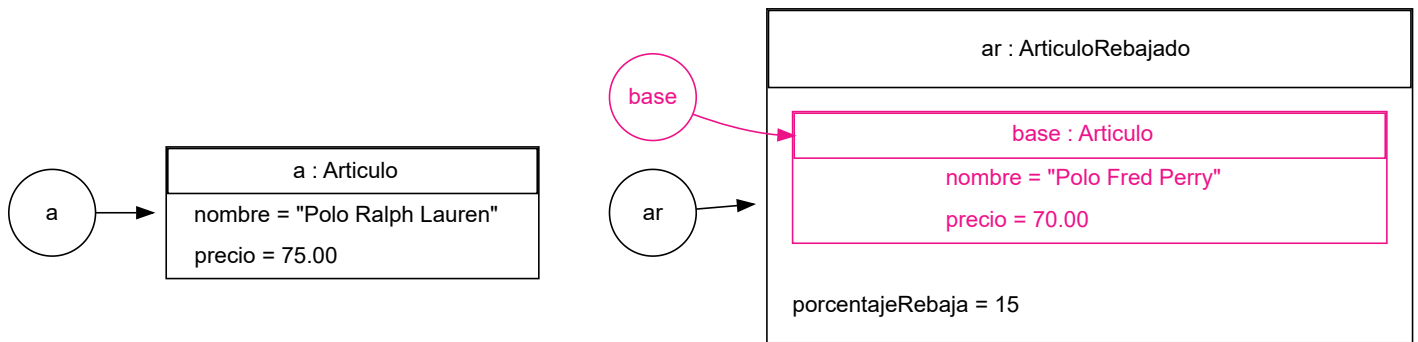 a
a : Articulo
nombre = "Polo Ralph Lauren"
precio = 75.00
base
ar
ar : ArticuloRebajado
base : Articulo
nombre = "Polo Fred Perry"
precio = 70.00
porcentajeRebaja = 15